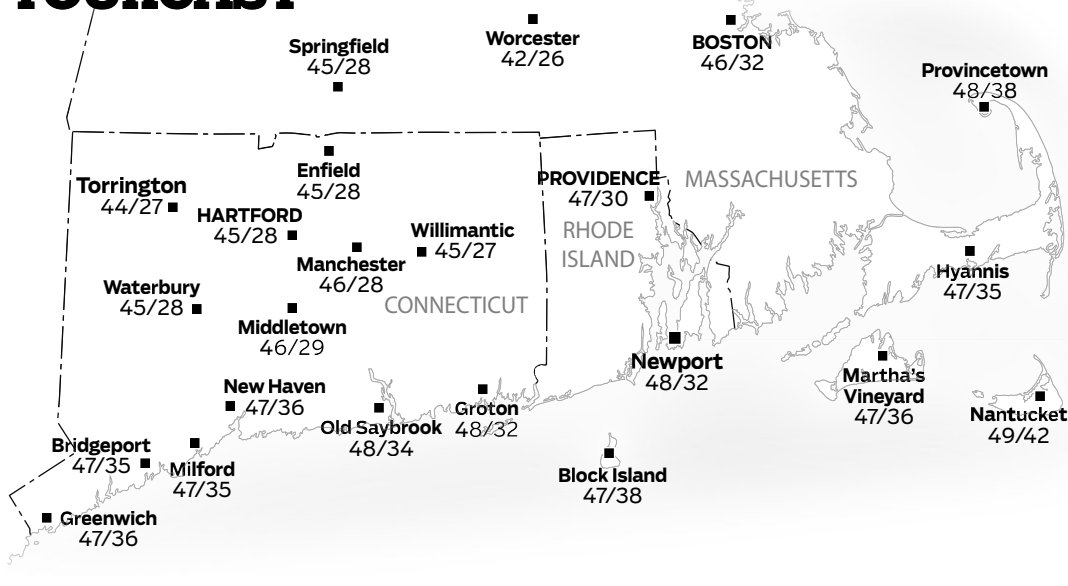 Springfield
45/28
Worcester
42/26
BOSTON
46/32
Provincetown
48/38
Enfield
45/28
Torrington
44/27
HARTFORD
45/28
Willimantic
45/27
Manchester
46/28
PROVIDENCE
47/30
MASSACHUSETTS
RHODE
ISLAND
CONNECTICUT
Waterbury
45/28
Middletown
46/29
Hyannis
47/35
Newport
48/32
Martha's
Vineyard
47/36
Nantucket
49/42
New Haven
47/36
Old Saybrook
48/34
Groton
48/32
Bridgeport
47/35
Milford
47/35
Block Island
47/38
Greenwich
47/36